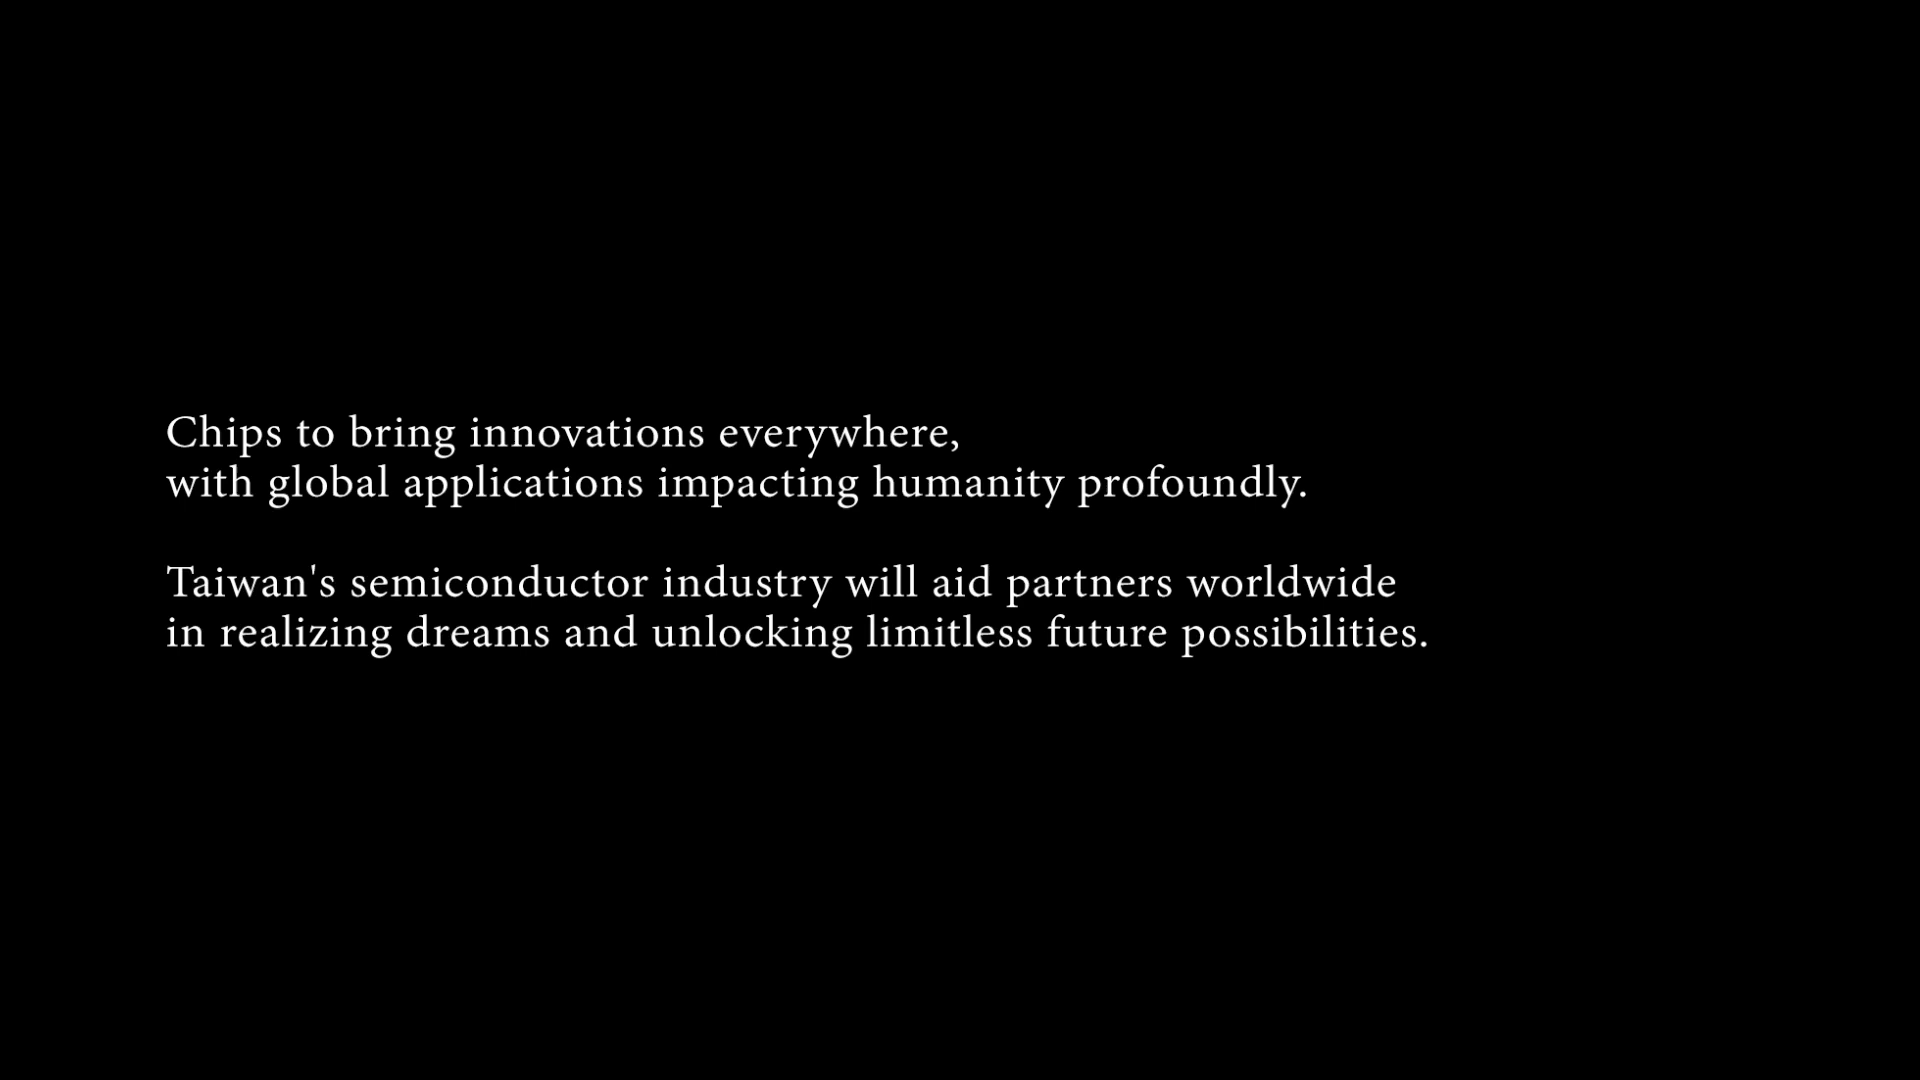 Chips to bring innovations everywhere,
with global applications impacting humanity profoundly.
Taiwan's semiconductor industry will aid partners worldwide
in realizing dreams and unlocking limitless future possibilities.